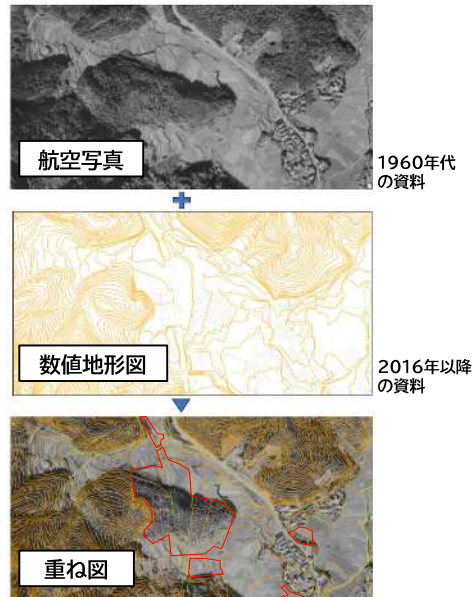 航空写真
1960年代
の資料
数値地形図
2016年以降
の資料
重ね図